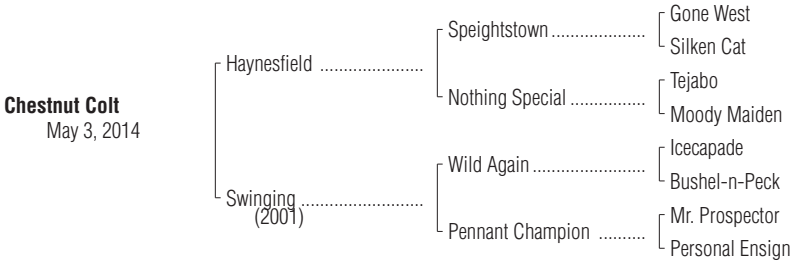 Gone West
Speightstown ....................
Silken Cat
Haynesfield ......................
Tejabo
Nothing Special ................
Moody Maiden
Chestnut Colt
May 3, 2014
Icecapade
Wild Again ........................
Bushel-n-Peck
Swinging ..........................
(2001)
Mr. Prospector
Pennant Champion ..........
Personal Ensign